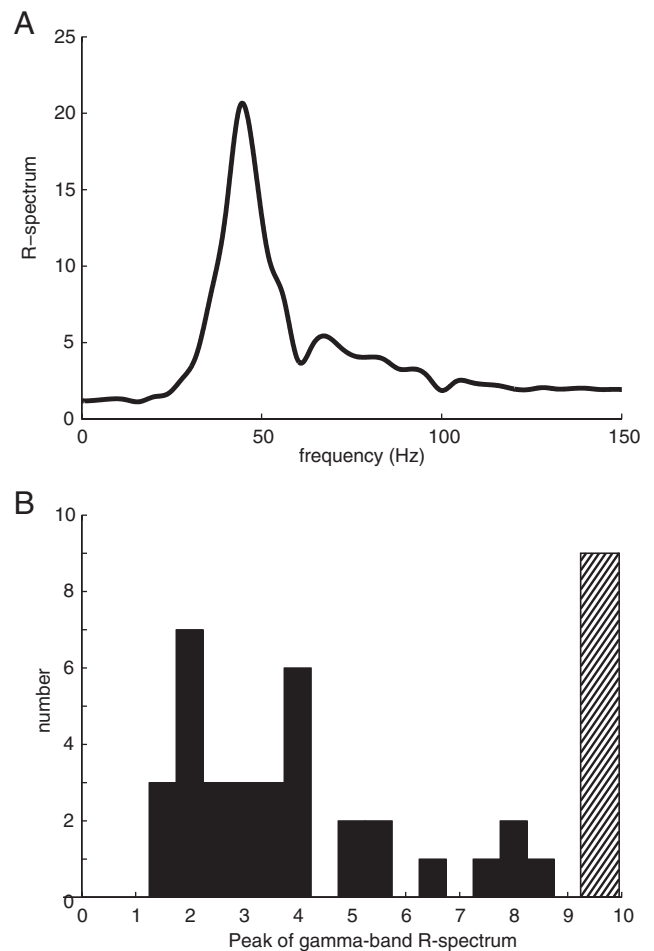 A
25
20
15
10
5
0
R−spectrum
0 50 100 150
frequency (Hz)
B
10
8
6
4
2
0
number
0 1 2 3 4 5 6 7 8 9 10
Peak of gamma-band R-spectrum